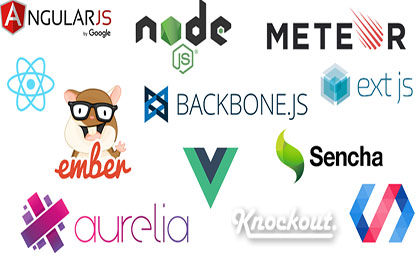 ANGULARJS
by Google
node
JS
METEOR
ext js
BACKBONE.JS
ember
Sencha
aurelia
Knockout.